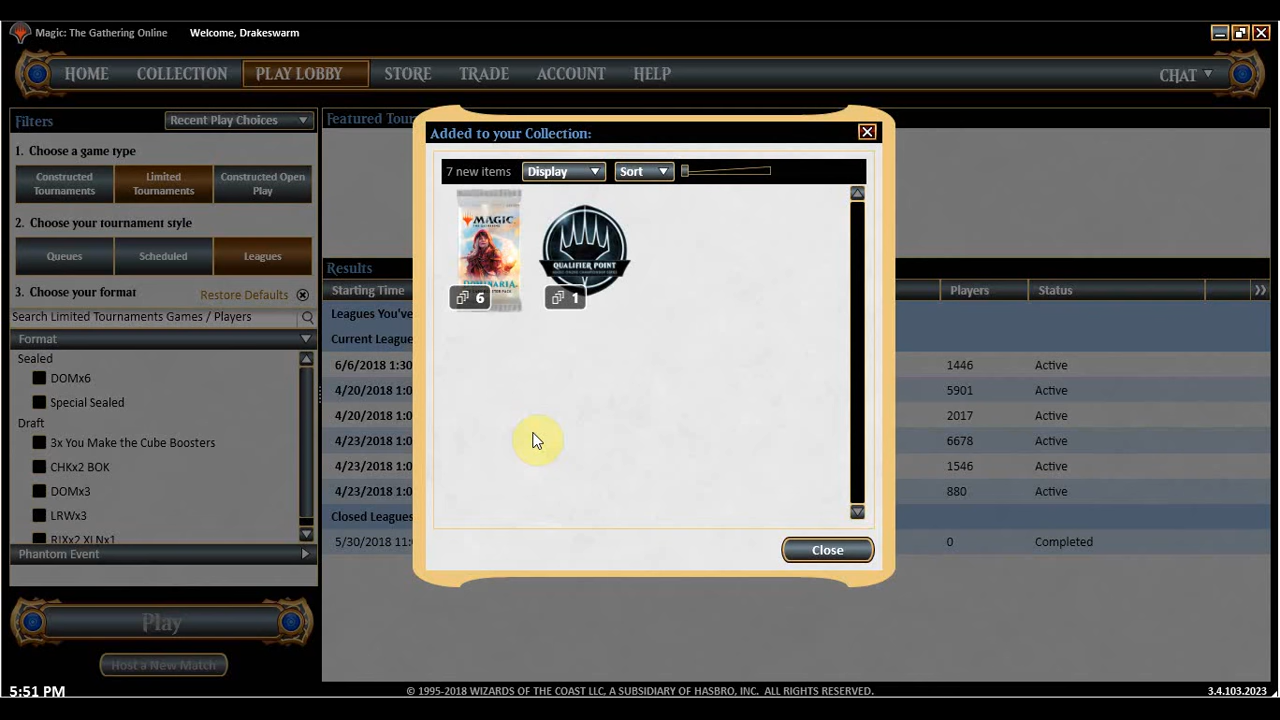 Magic: The Gathering Online Welcome, Drakeswarm
HOME COLLECTION PLAY LOBBY STORE TRADE ACCOUNT HELP CHAT
Filters Recent Play Choices
1. Choose a game type
Constructed Tournaments
Limited Tournaments
Constructed Open Play
2. Choose your tournament style
Queues Scheduled Leagues
3. Choose your format Restore Defaults
Search Limited Tournaments Games / Players
Format
Sealed
DOMx6
Special Sealed
Draft
3x You Make the Cube Boosters
CHKx2 BOK
DOMx3
LRWx3
RIXx2 XLNx1
Phantom Event
Play
Host a New Match
5:51 PM
Featured Tour
Added to your Collection:
7 new items Display Sort
MAGIC
DOMINARIA
6
QUALIFIER POINT
1
Close
Results
Starting Time Players Status
Leagues You've
Current League
6/6/2018 1:30 1446 Active
4/20/2018 1:0 5901 Active
4/20/2018 1:0 2017 Active
4/23/2018 1:0 6678 Active
4/23/2018 1:0 1546 Active
4/23/2018 1:0 880 Active
Closed Leagues
5/30/2018 11: 0 Completed
© 1995-2018 WIZARDS OF THE COAST LLC, A SUBSIDIARY OF HASBRO, INC. ALL RIGHTS RESERVED.
3.4.103.2023